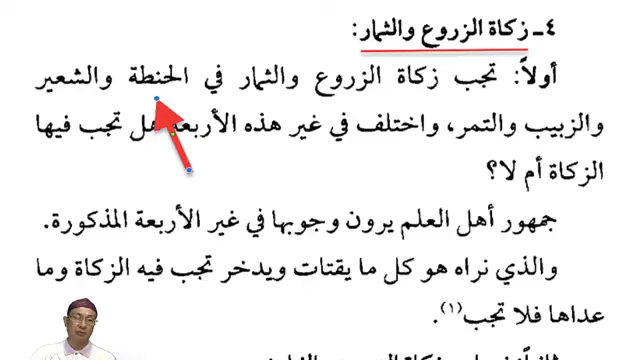 ٤ـ زكاة الزروع والثمار:
أولاً: تجب زكاة الزروع والثمار في الحنطة والشعير
والزبيب والتمر، واختلف في غير هذه الأربعة هل تجب فيها
الزكاة أم لا؟
جمهور أهل العلم يرون وجوبها في غير الأربعة المذكورة.
والذي نراه هو كل ما يقتات ويدخر تجب فيه الزكاة وما
عداها فلا تجب(١).